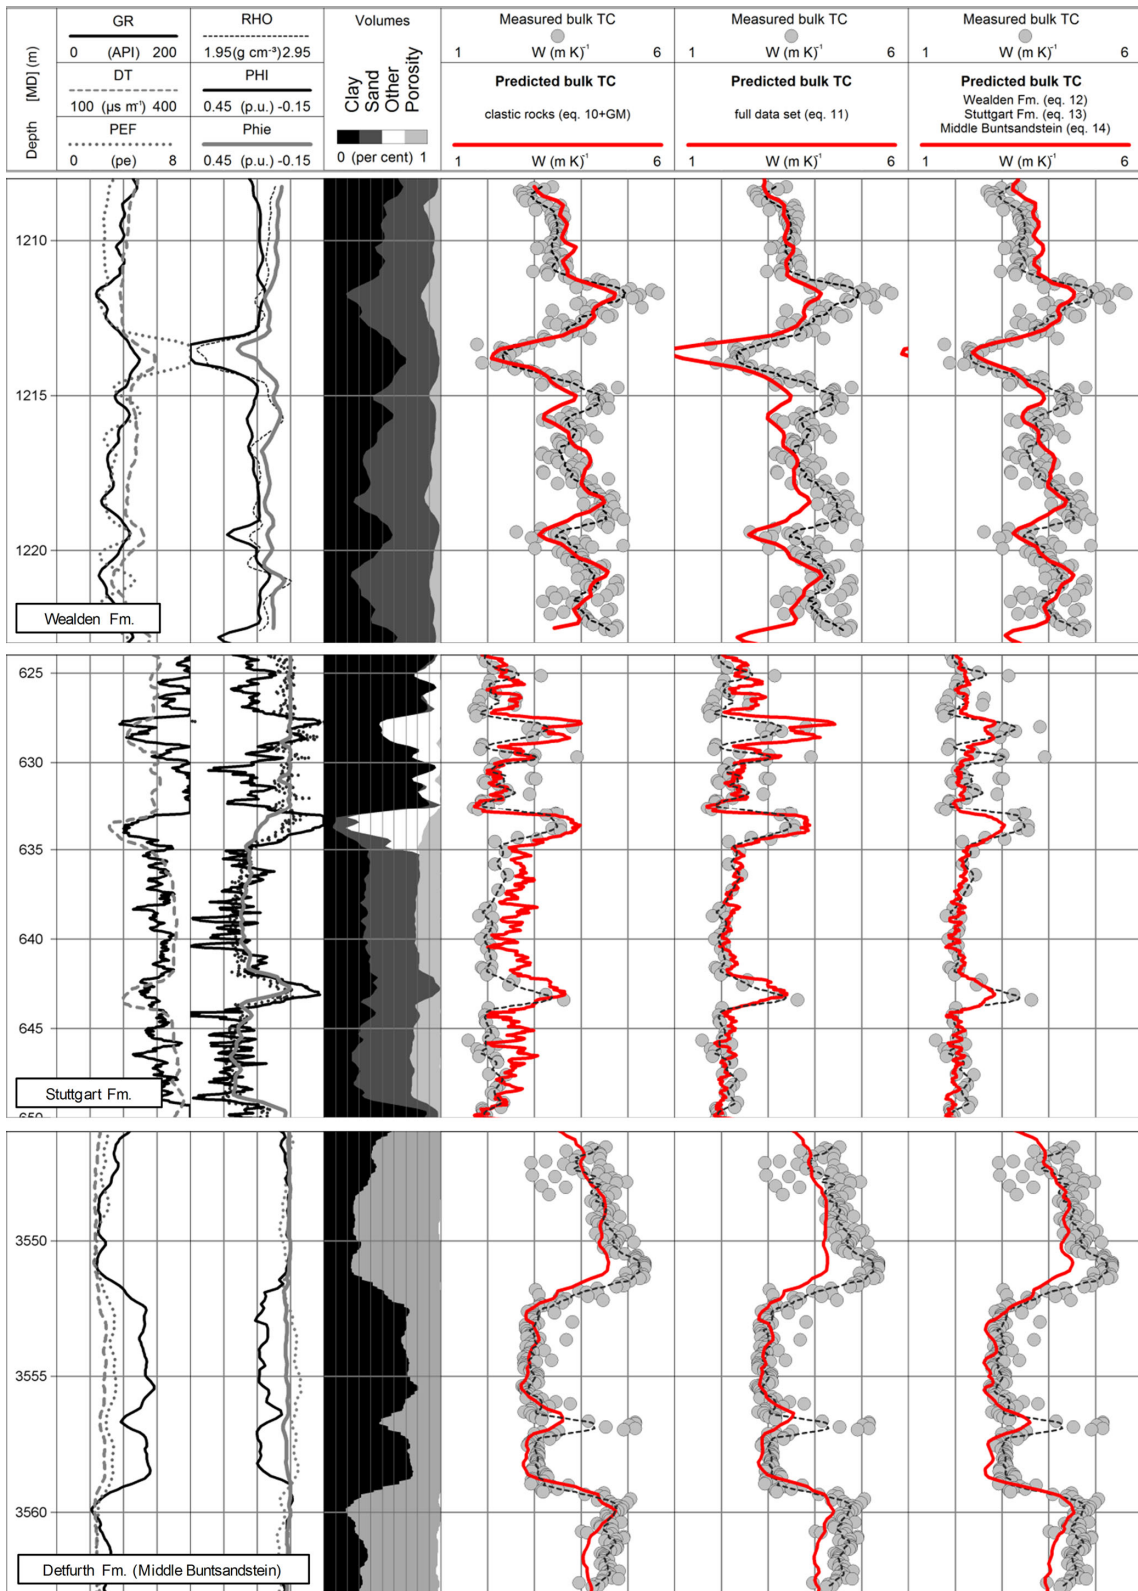 GR
0 (API) 200
DT
100 (µs m⁻¹) 400
PEF
0 (pe) 8
RHO
1.95 (g cm⁻³) 2.95
PHI
0.45 (p.u.) -0.15
Phie
0.45 (p.u.) -0.15
Volumes
Clay
Sand
Other
Porosity
0 (per cent) 1
Measured bulk TC
1 W (m K)⁻¹ 6
Predicted bulk TC
clastic rocks (eq. 10+GM)
1 W (m K)⁻¹ 6
Measured bulk TC
1 W (m K)⁻¹ 6
Predicted bulk TC
full data set (eq. 11)
1 W (m K)⁻¹ 6
Measured bulk TC
1 W (m K)⁻¹ 6
Predicted bulk TC
Wealden Fm. (eq. 12)
Stuttgart Fm. (eq. 13)
Middle Buntsandstein (eq. 14)
1 W (m K)⁻¹ 6
Depth [MD] (m)
1210
1215
1220
Wealden Fm.
625
630
635
640
645
Stuttgart Fm.
650
3550
3555
3560
Detfurth Fm. (Middle Buntsandstein)